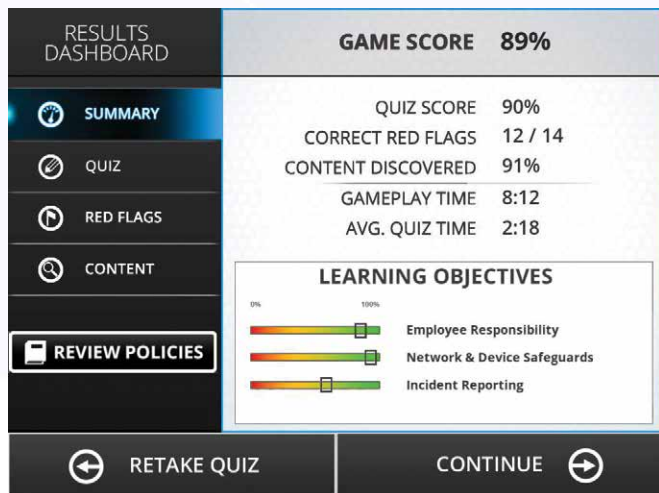 RESULTS
DASHBOARD
SUMMARY
QUIZ
RED FLAGS
CONTENT
REVIEW POLICIES
GAME SCORE 89%
QUIZ SCORE 90%
CORRECT RED FLAGS 12 / 14
CONTENT DISCOVERED 91%
GAMEPLAY TIME 8:12
AVG. QUIZ TIME 2:18
LEARNING OBJECTIVES
0% 100%
Employee Responsibility
Network & Device Safeguards
Incident Reporting
RETAKE QUIZ
CONTINUE